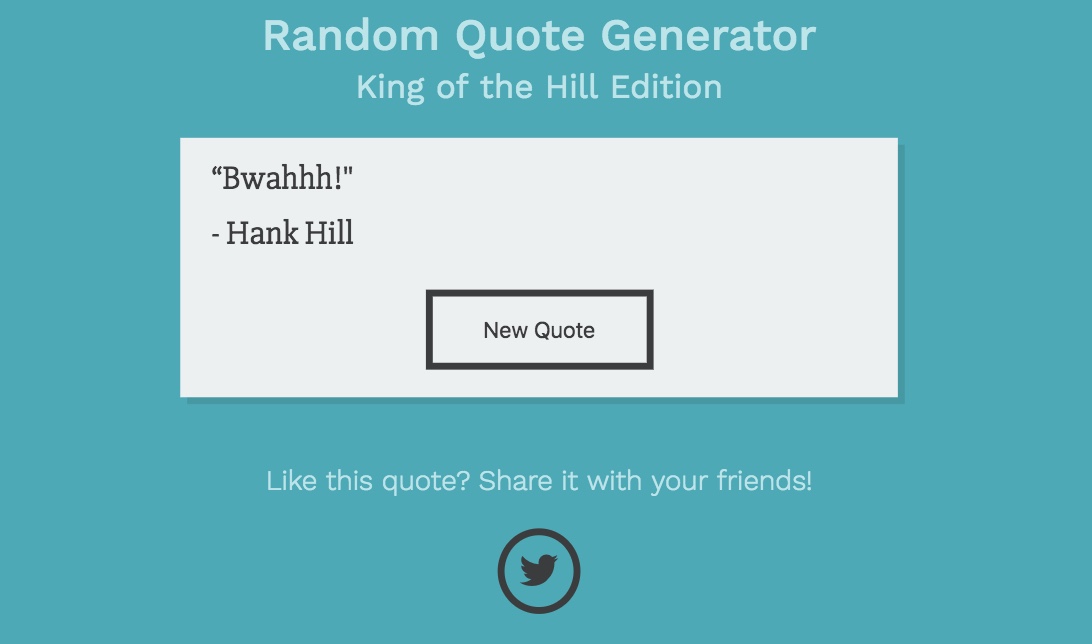 Random Quote Generator
King of the Hill Edition
“Bwahhh!"
- Hank Hill
New Quote
Like this quote? Share it with your friends!